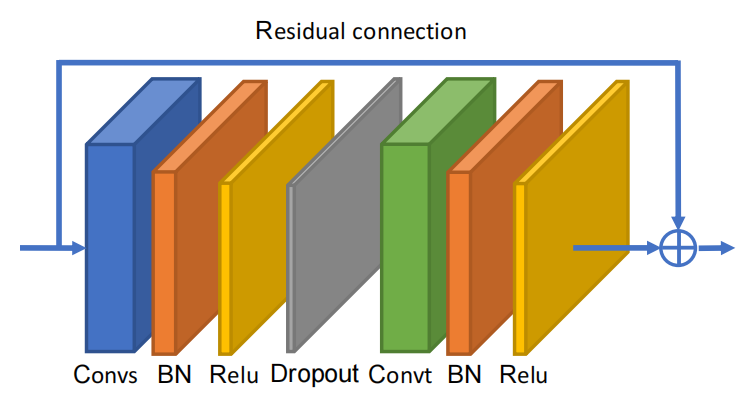 Residual connection
Convs BN Relu Dropout Convt BN Relu